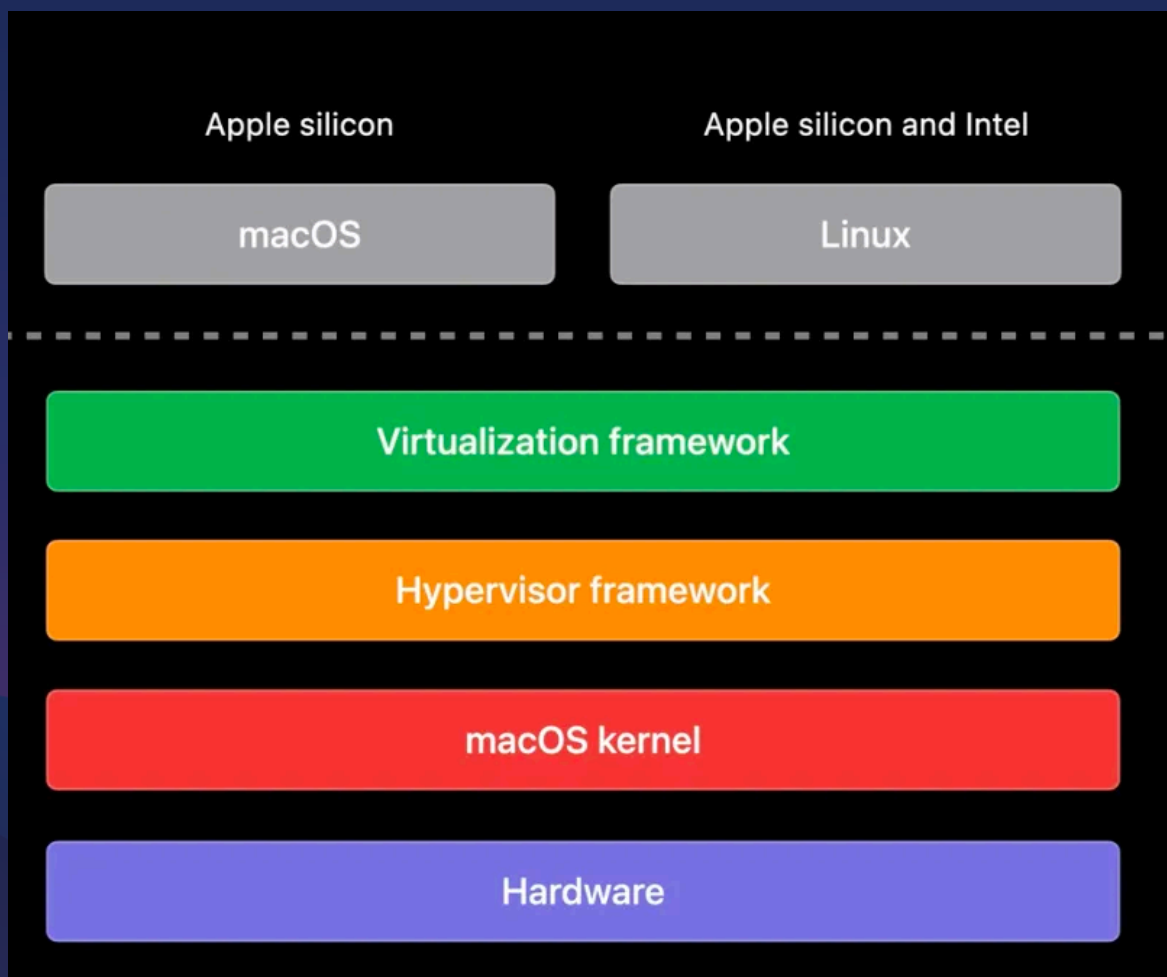 Apple silicon
Apple silicon and Intel
macOS
Linux
Virtualization framework
Hypervisor framework
macOS kernel
Hardware